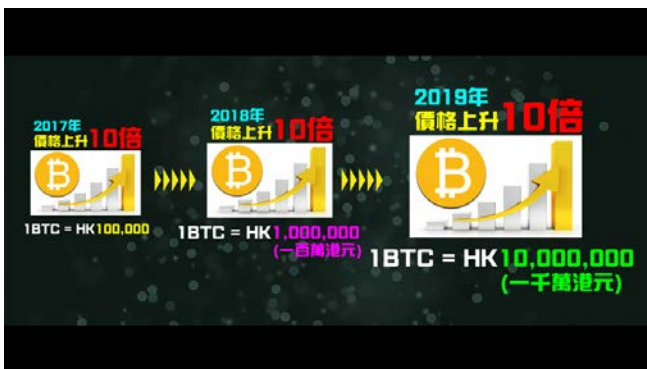 2017年
價格上升10倍
1BTC = HK100,000
2018年
價格上升10倍
1BTC = HK1,000,000
(一百萬港元)
2019年
價格上升10倍
1BTC = HK10,000,000
(一千萬港元)